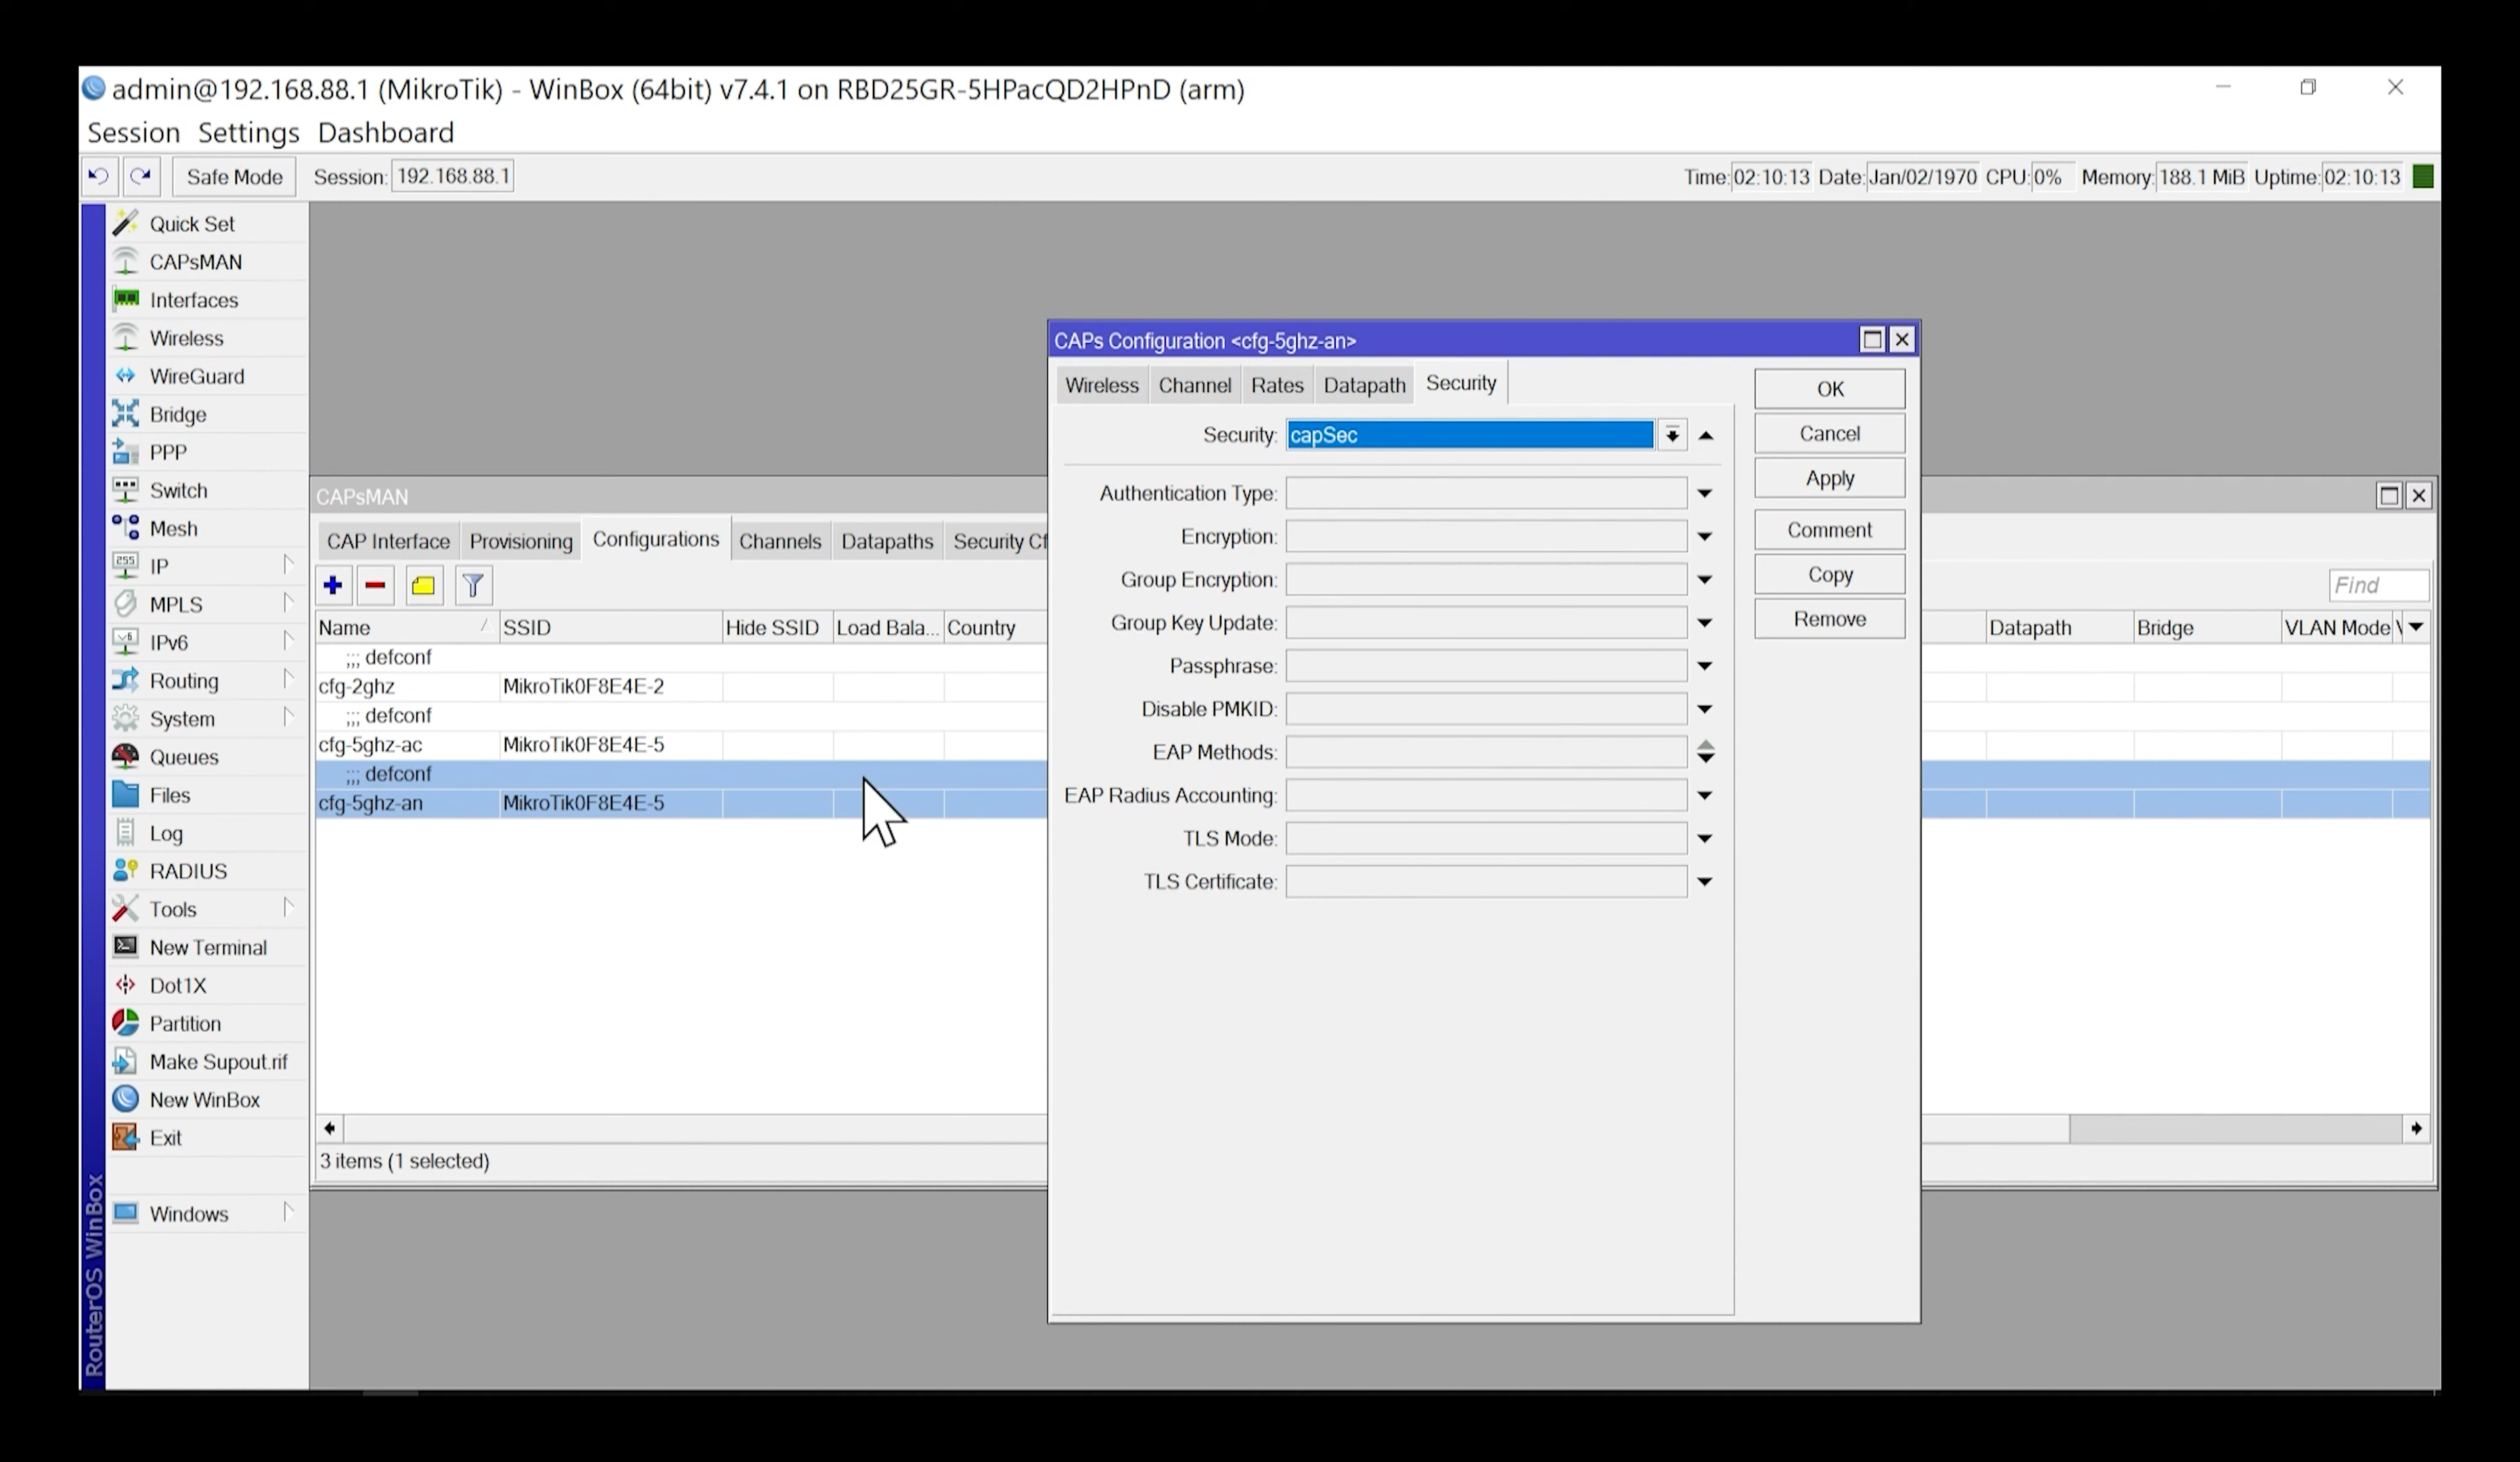 admin@192.168.88.1 (MikroTik) - WinBox (64bit) v7.4.1 on RBD25GR-5HPacQD2HPnD (arm)
Session Settings Dashboard
Safe Mode Session: 192.168.88.1 Time: 02:10:13 Date: Jan/02/1970 CPU: 0% Memory: 188.1 MiB Uptime: 02:10:13
Quick Set
CAPsMAN
Interfaces
Wireless
WireGuard
Bridge
PPP
Switch
Mesh
IP
MPLS
IPv6
Routing
System
Queues
Files
Log
RADIUS
Tools
New Terminal
Dot1X
Partition
Make Supout.rif
New WinBox
Exit
Windows
RouterOS WinBox
CAPsMAN
CAP Interface Provisioning Configurations Channels Datapaths Security Cf
Find
Name SSID Hide SSID Load Bala... Country Datapath Bridge VLAN Mode
;;; defconf
cfg-2ghz MikroTik0F8E4E-2
;;; defconf
cfg-5ghz-ac MikroTik0F8E4E-5
;;; defconf
cfg-5ghz-an MikroTik0F8E4E-5
3 items (1 selected)
CAPs Configuration <cfg-5ghz-an>
Wireless Channel Rates Datapath Security
Security: capSec
Authentication Type:
Encryption:
Group Encryption:
Group Key Update:
Passphrase:
Disable PMKID:
EAP Methods:
EAP Radius Accounting:
TLS Mode:
TLS Certificate:
OK
Cancel
Apply
Comment
Copy
Remove